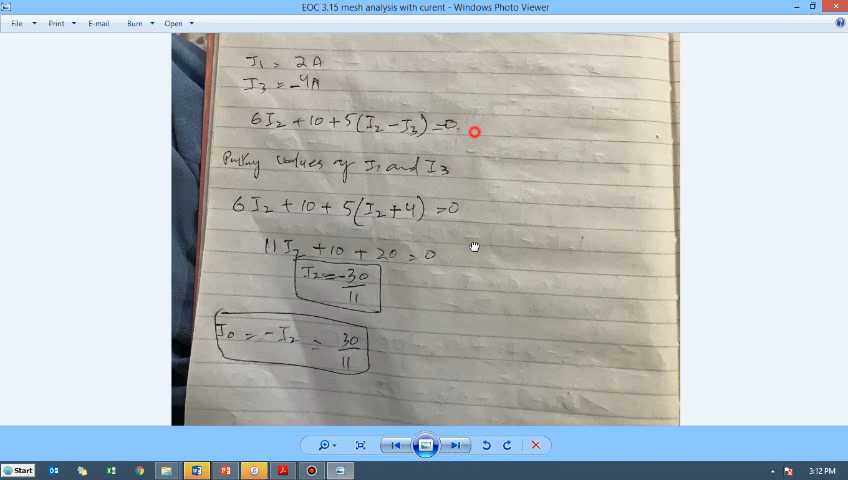 EOC 3.15 mesh analysis with curent - Windows Photo Viewer
File Print E-mail Burn Open
I1 = 2A
I3 = -4A
6I2 + 10 + 5(I2 - I3) = 0
Putting values of I1 and I3
6I2 + 10 + 5(I2 + 4) = 0
11I2 + 10 + 20 = 0
I2 = -30/11
I0 = -I2 = 30/11
Start
3:12 PM